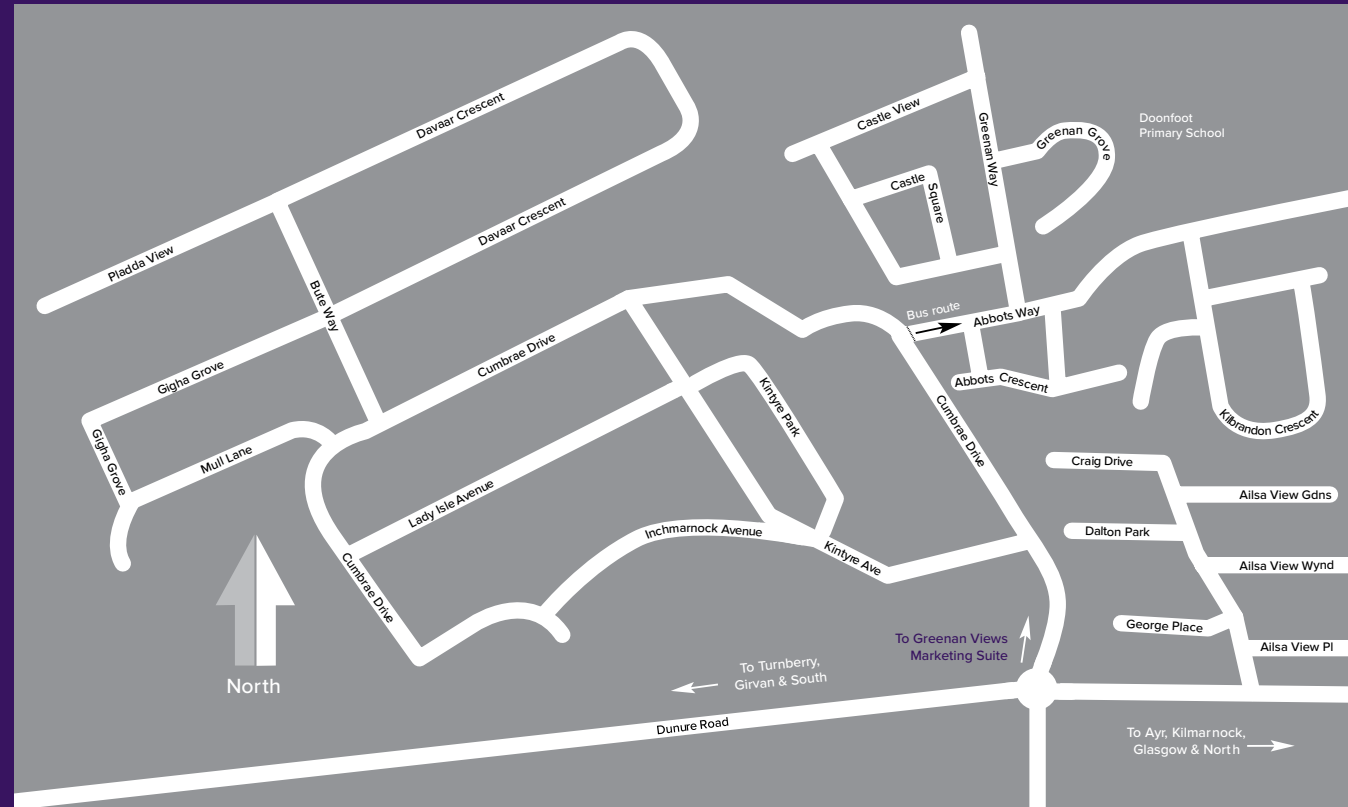 Davaar Crescent
Castle View
Greenan Way
Greenan Grove
Doonfoot
Primary School
Castle
Square
Davaar Crescent
Pladda View
Bute Way
Bus route
Abbots Way
Cumbrae Drive
Gigha Grove
Abbots Crescent
Kintyre Park
Cumbrae Drive
Kilbrandon Crescent
Gigha Grove
Mull Lane
Craig Drive
Lady Isle Avenue
Ailsa View Gdns
Inchmarnock Avenue
Dalton Park
Kintyre Ave
Ailsa View Wynd
Cumbrae Drive
George Place
To Greenan Views
Marketing Suite
Ailsa View Pl
To Turnberry,
Girvan & South
North
Dunure Road
To Ayr, Kilmarnock,
Glasgow & North